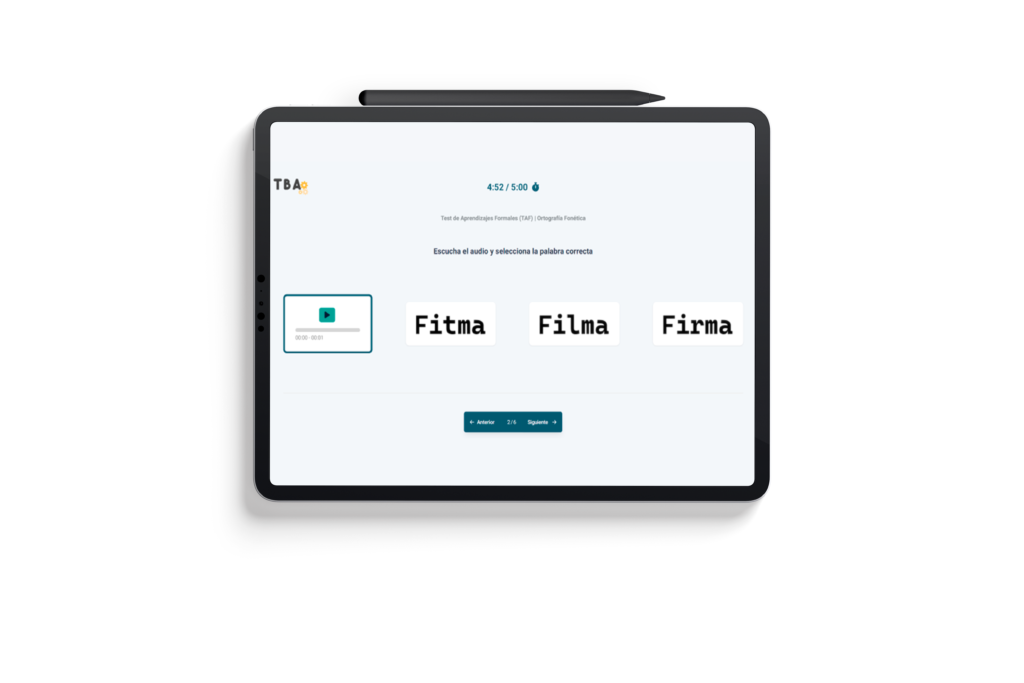 TBA
4:52 / 5:00
Test de Aprendizajes Formales (TAF) | Ortografía Fonética
Escucha el audio y selecciona la palabra correcta
00:00 - 00:01
Fitma
Filma
Firma
← Anterior 2/6 Siguiente →